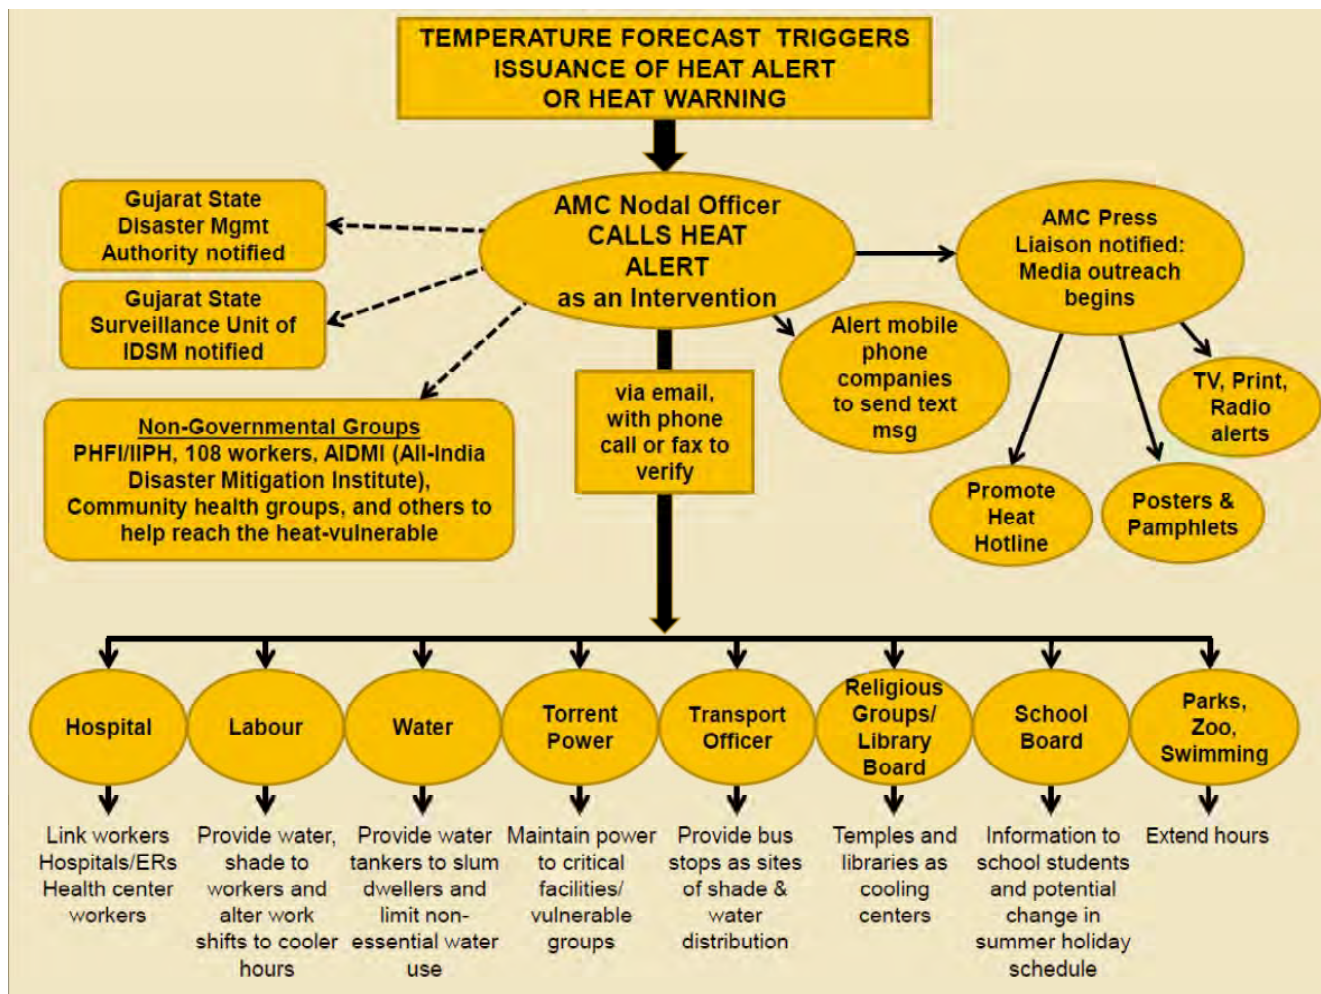 TEMPERATURE FORECAST TRIGGERS
ISSUANCE OF HEAT ALERT
OR HEAT WARNING
Gujarat State
Disaster Mgmt
Authority notified
AMC Nodal Officer
CALLS HEAT
ALERT
as an Intervention
AMC Press
Liaison notified:
Media outreach
begins
Gujarat State
Surveillance Unit of
IDSM notified
Alert mobile
phone
companies
to send text
msg
TV, Print,
Radio
alerts
via email,
with phone
call or fax to
verify
Non-Governmental Groups
PHFI/IIPH, 108 workers, AIDMI (All-India
Disaster Mitigation Institute),
Community health groups, and others to
help reach the heat-vulnerable
Promote
Heat
Hotline
Posters &
Pamphlets
Hospital
Labour
Water
Torrent
Power
Transport
Officer
Religious
Groups/
Library
Board
School
Board
Parks,
Zoo,
Swimming
Link workers
Hospitals/ERs
Health center
workers
Provide water,
shade to
workers and
alter work
shifts to cooler
hours
Provide water
tankers to slum
dwellers and
limit non-
essential water
use
Maintain power
to critical
facilities/
vulnerable
groups
Provide bus
stops as sites
of shade &
water
distribution
Temples and
libraries as
cooling
centers
Information to
school students
and potential
change in
summer holiday
schedule
Extend hours